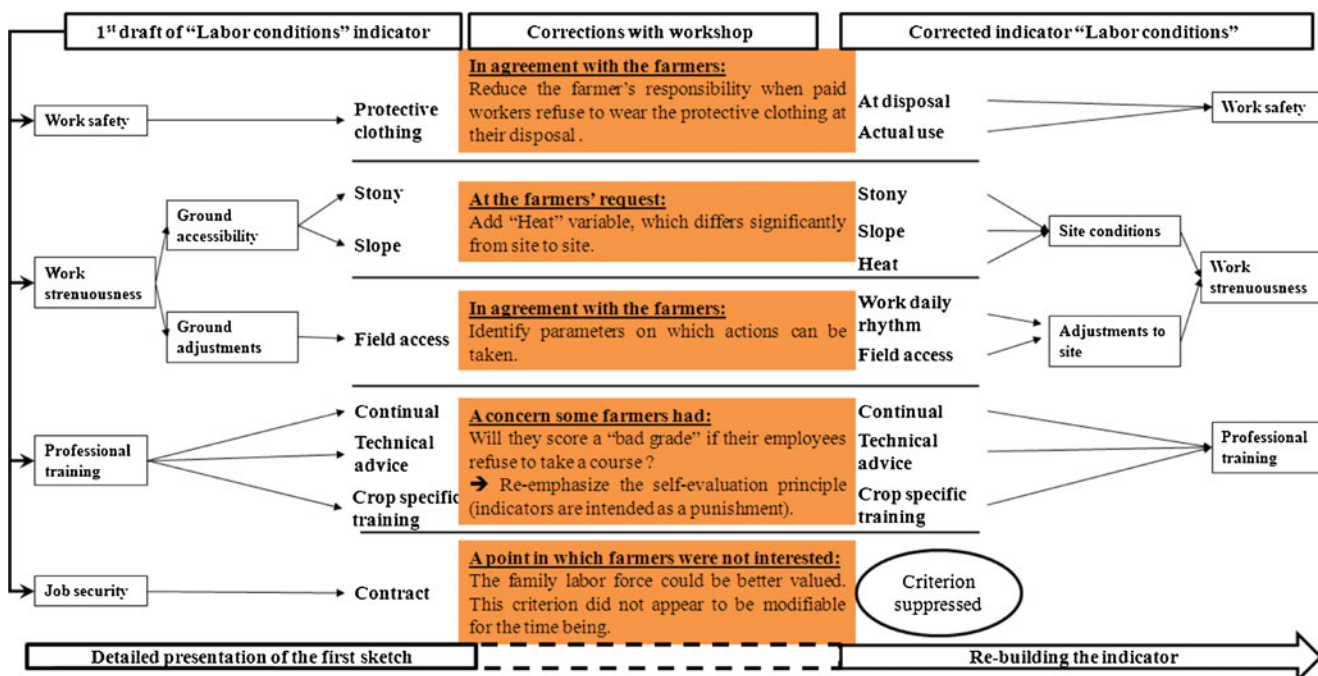 1st draft of “Labor conditions” indicator
Corrections with workshop
Corrected indicator “Labor conditions”
Work safety
Protective
clothing
In agreement with the farmers:
Reduce the farmer’s responsibility when paid
workers refuse to wear the protective clothing at
their disposal .
At disposal
Actual use
Work safety
Work
strenuousness
Ground
accessibility
Stony
Slope
At the farmers’ request:
Add “Heat” variable, which differs significantly
from site to site.
Stony
Slope
Heat
Site conditions
Work
strenuousness
Ground
adjustments
Field access
In agreement with the farmers:
Identify parameters on which actions can be
taken.
Work daily
rhythm
Field access
Adjustments to
site
Professional
training
Continual
Technical
advice
Crop specific
training
A concern some farmers had:
Will they score a “bad grade” if their employees
refuse to take a course ?
➔ Re-emphasize the self-evaluation principle
(indicators are intended as a punishment).
Continual
Technical
advice
Crop specific
training
Professional
training
Job security
Contract
A point in which farmers were not interested:
The family labor force could be better valued.
This criterion did not appear to be modifiable
for the time being.
Criterion
suppressed
Detailed presentation of the first sketch
Re-building the indicator